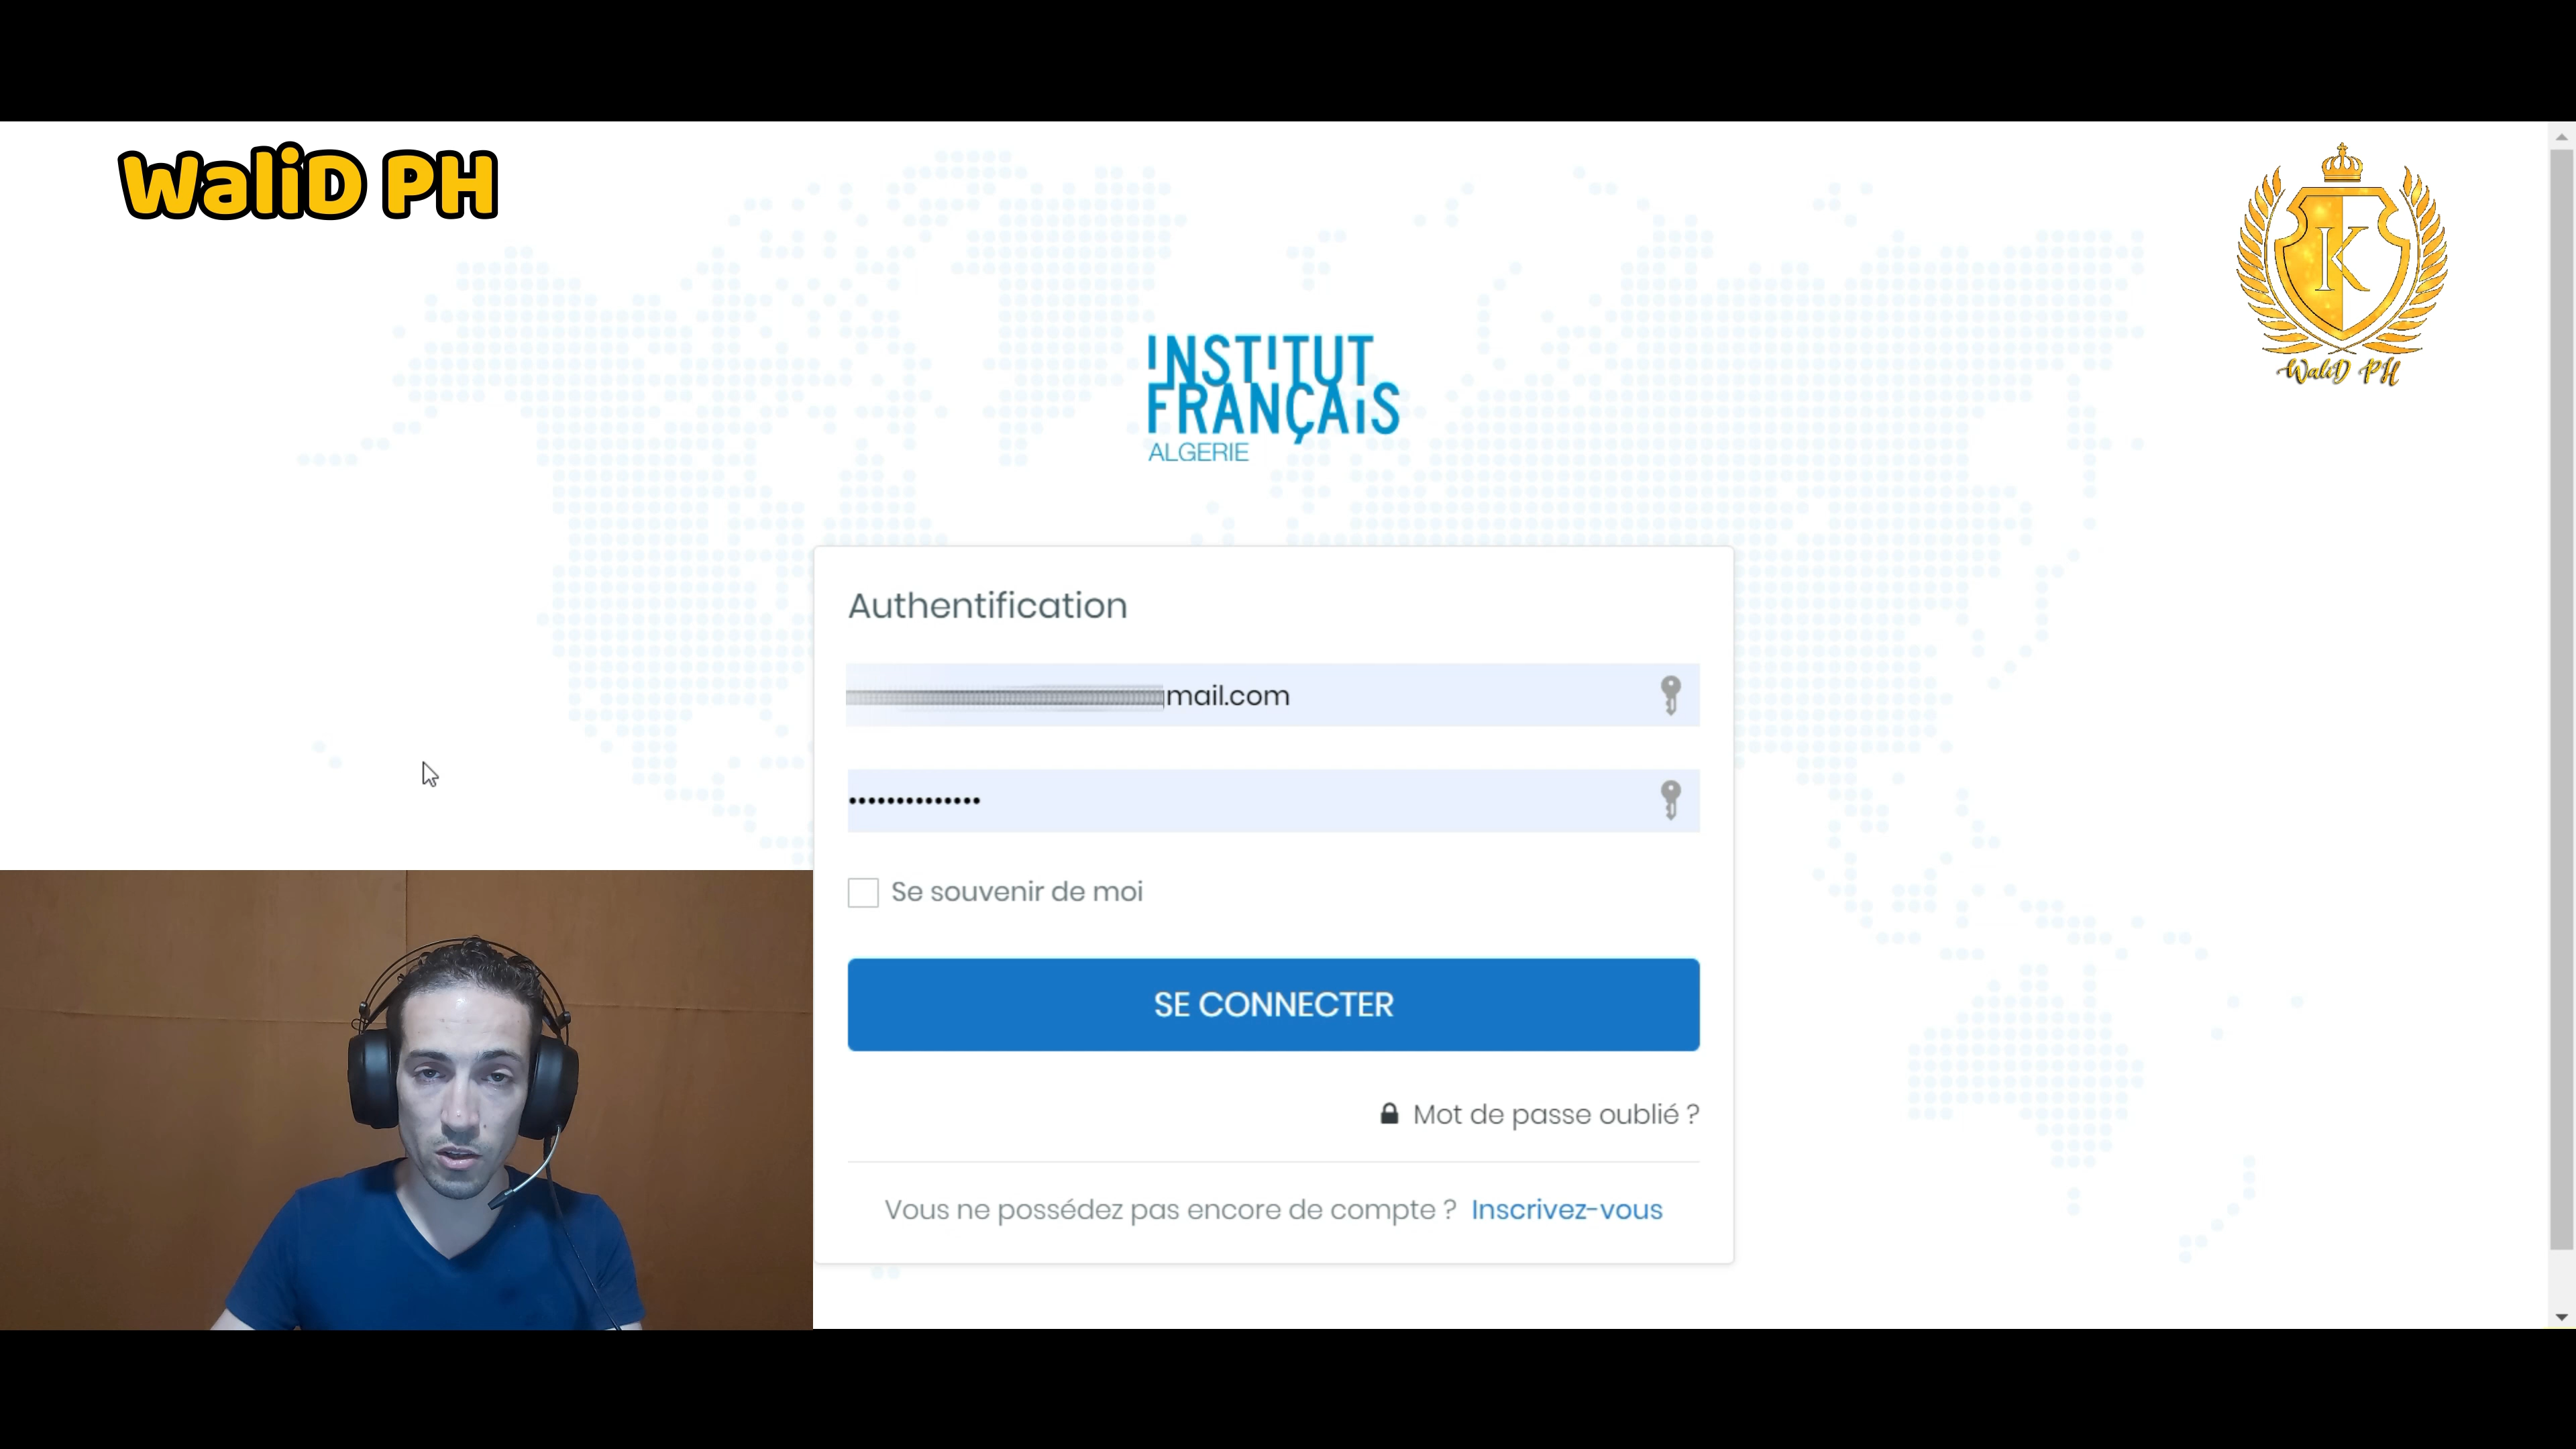 WaliD PH
K
WaliD PH
INSTITUT
FRANÇAIS
ALGERIE
Authentification
mail.com
••••••••••••••
Se souvenir de moi
SE CONNECTER
Mot de passe oublié ?
Vous ne possédez pas encore de compte ? Inscrivez-vous